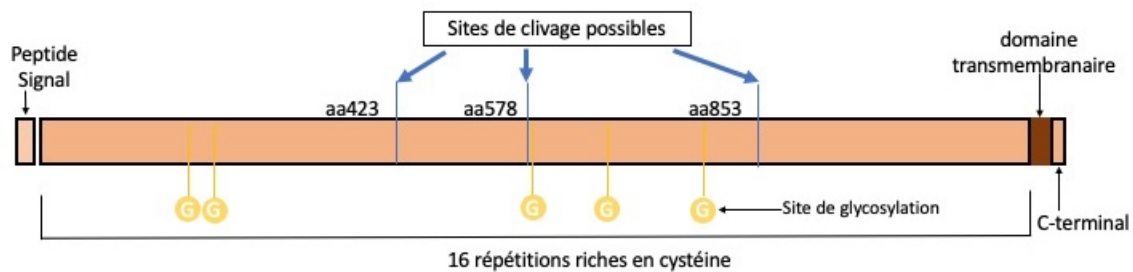 Sites de clivage possibles
Peptide
Signal
domaine
transmembranaire
aa423
aa578
aa853
G
G
G
G
G
Site de glycosylation
C-terminal
16 répétitions riches en cystéine